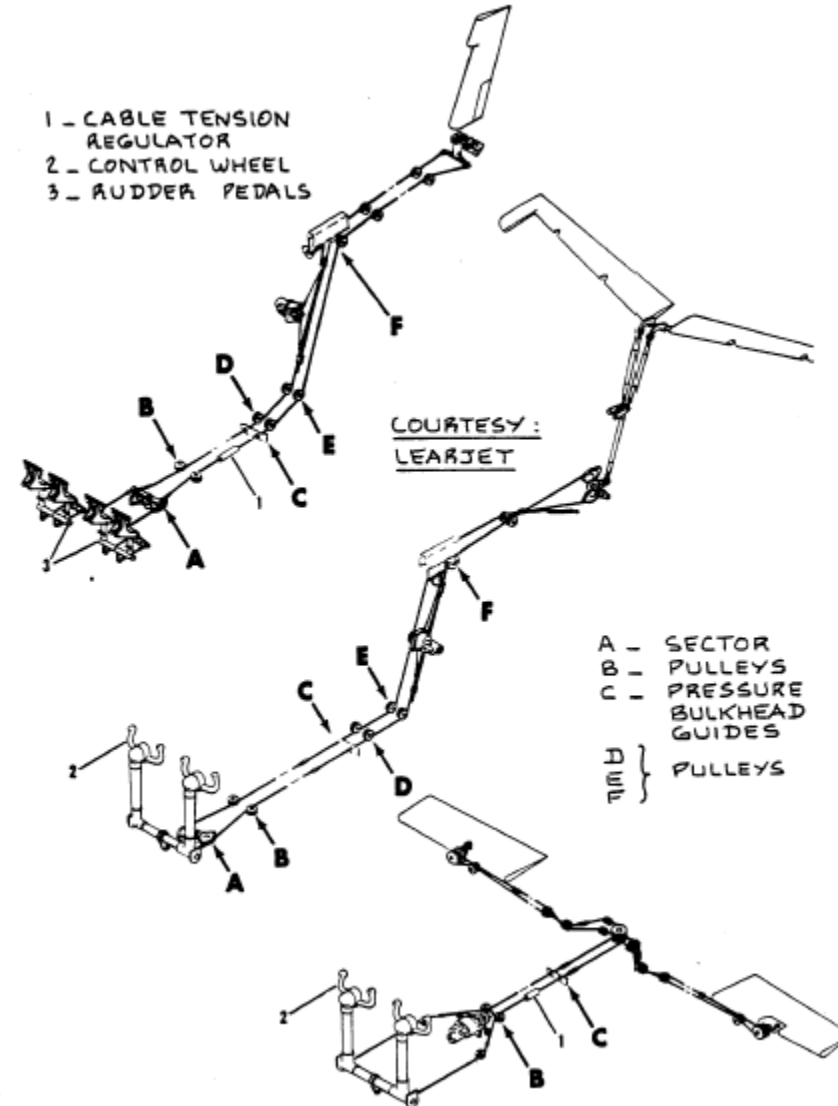 1 - CABLE TENSION
REGULATOR
2 - CONTROL WHEEL
3 - RUDDER PEDALS
F
D
B
E
COURTESY :
LEARJET
1
C
A
3
F
A - SECTOR
B - PULLEYS
C - PRESSURE
BULKHEAD
GUIDES
D
E } PULLEYS
F
E
C
2
D
B
A
2
1
C
B